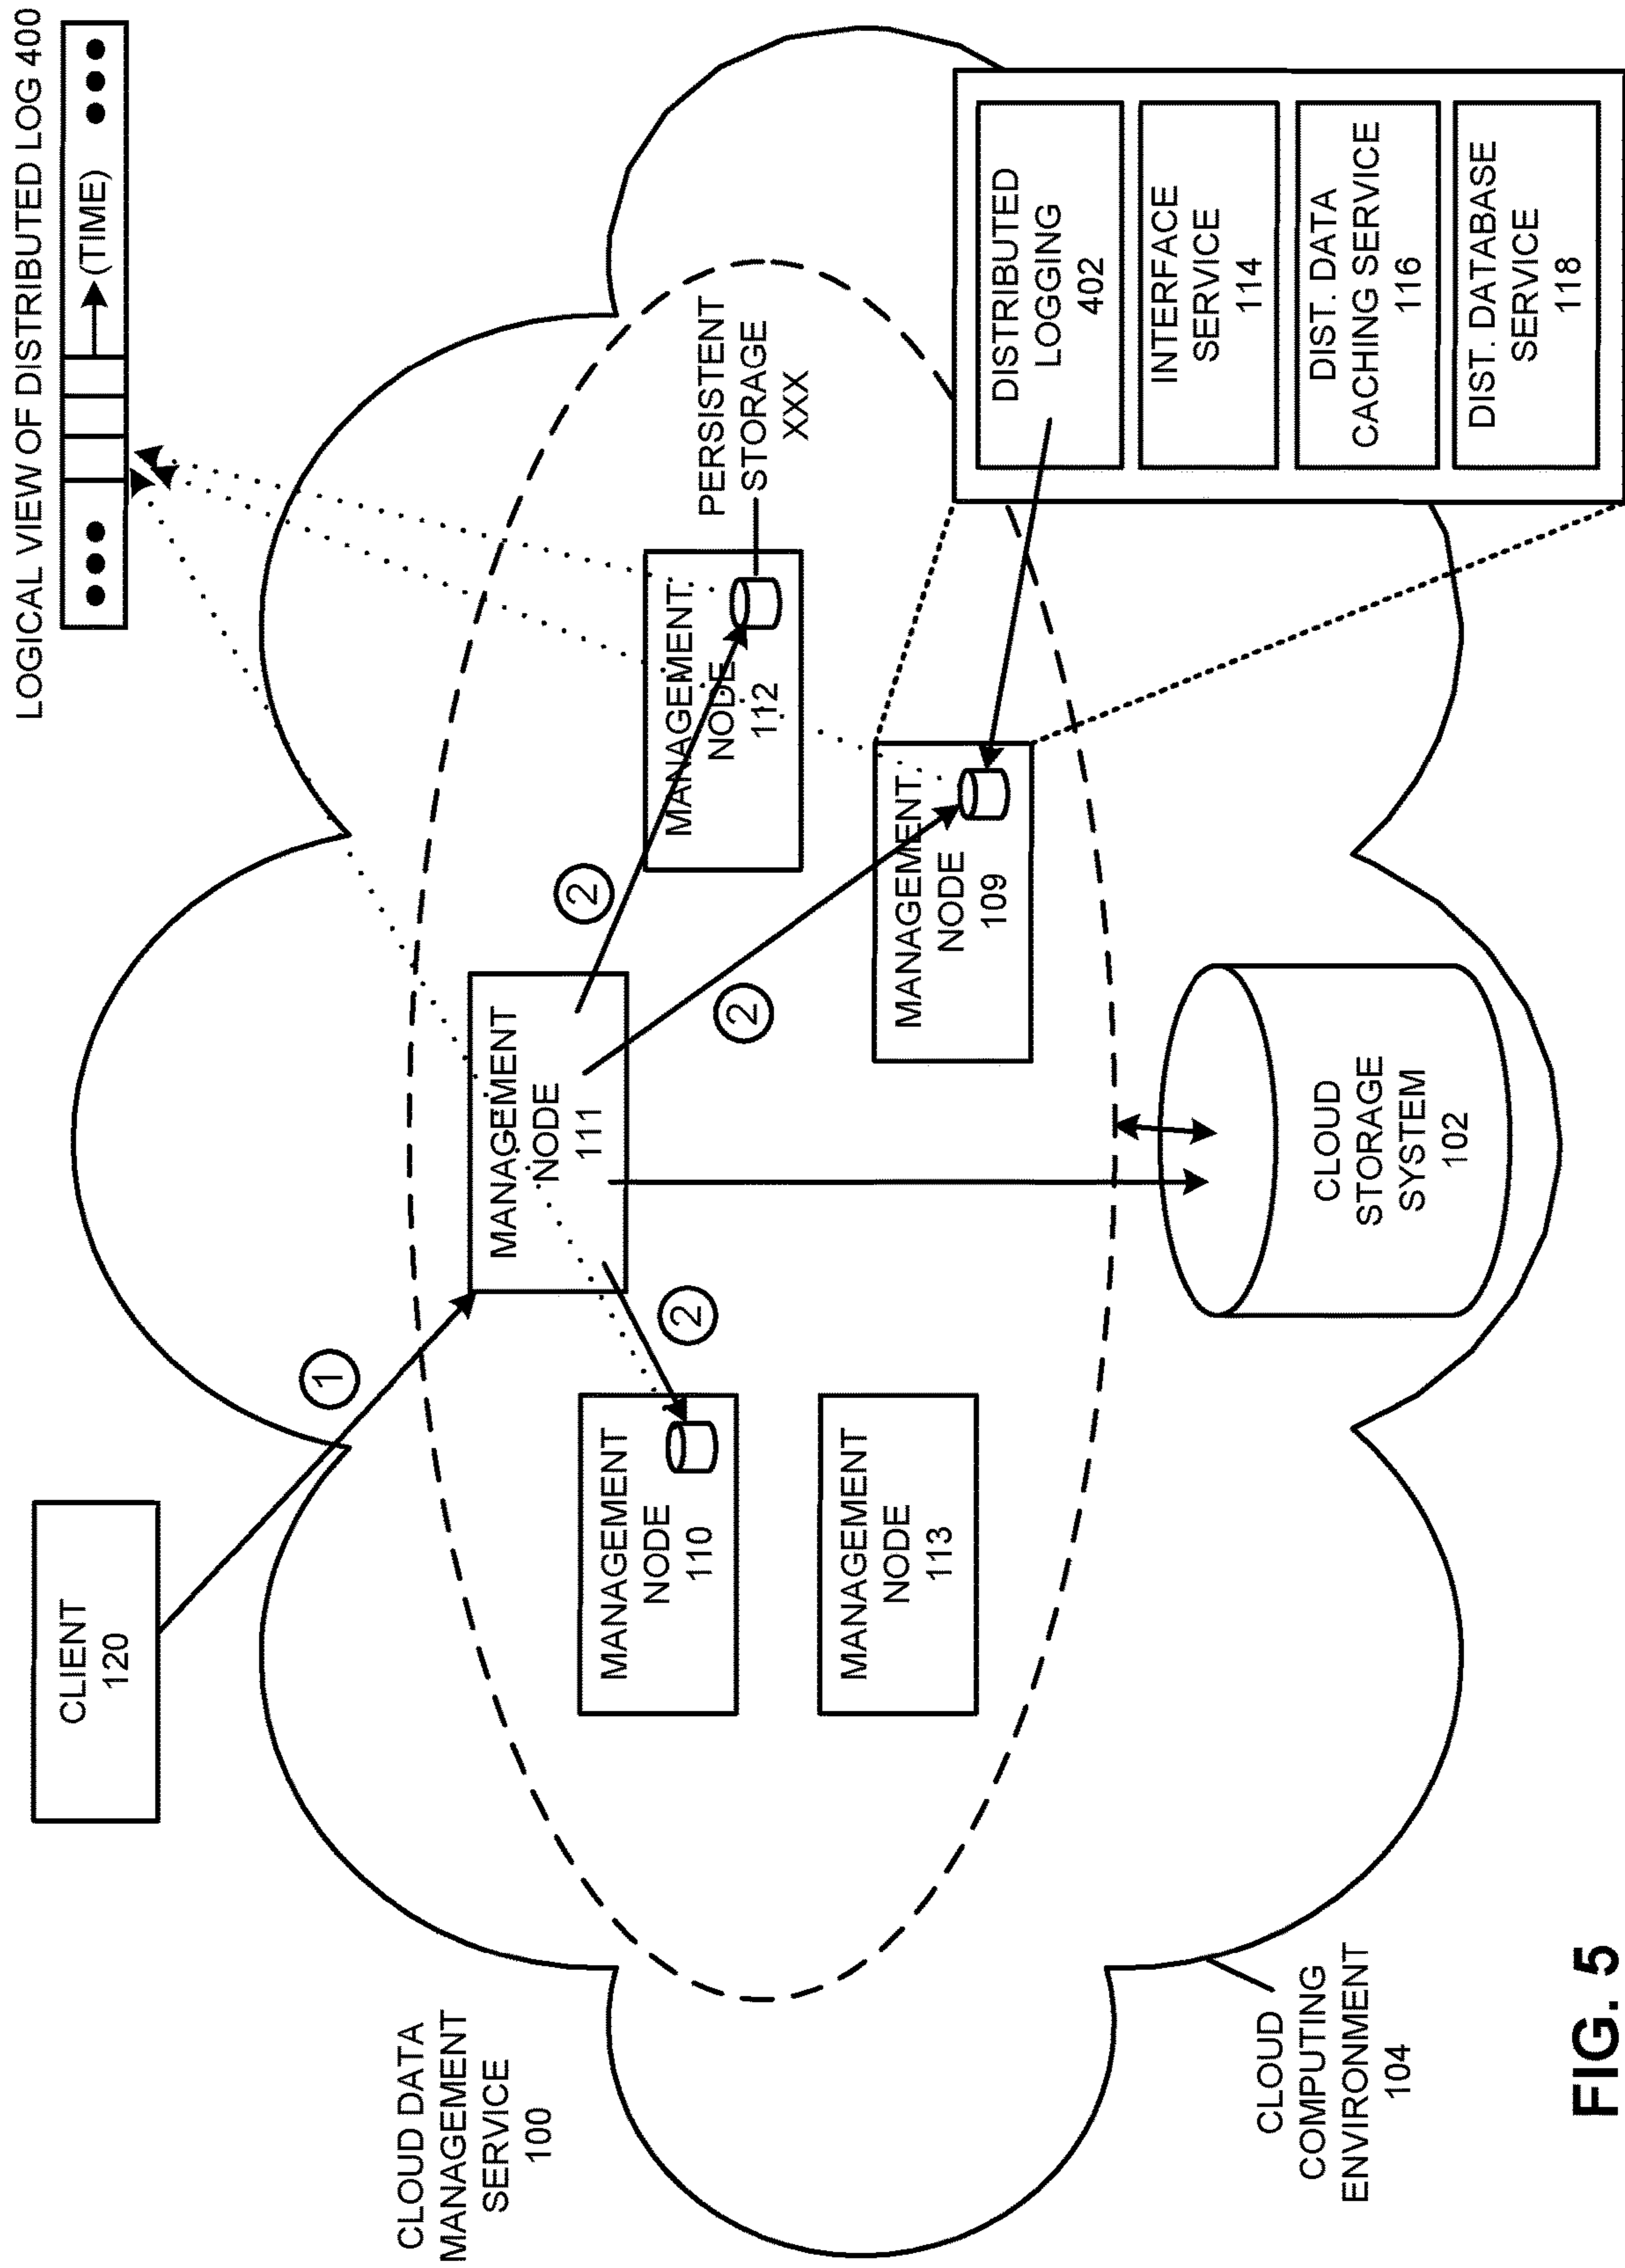 CLIENT
120
LOGICAL VIEW OF DISTRIBUTED LOG 400
(TIME)
1
CLOUD DATA
MANAGEMENT
SERVICE
100
MANAGEMENT
NODE
111
2
2
2
MANAGEMENT
NODE
110
MANAGEMENT
NODE
112
PERSISTENT
STORAGE
XXX
MANAGEMENT
NODE
113
MANAGEMENT
NODE
109
DISTRIBUTED
LOGGING
402
INTERFACE
SERVICE
114
DIST. DATA
CACHING SERVICE
116
DIST. DATABASE
SERVICE
118
CLOUD
STORAGE
SYSTEM
102
CLOUD
COMPUTING
ENVIRONMENT
104
FIG. 5